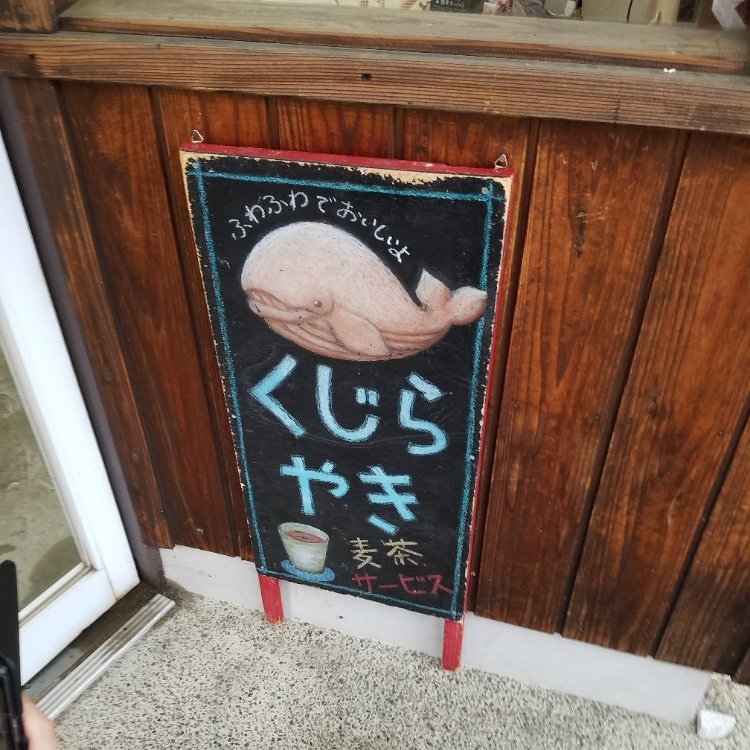 ふわふわでおいしいよ
くじら
やき
麦茶
サービス